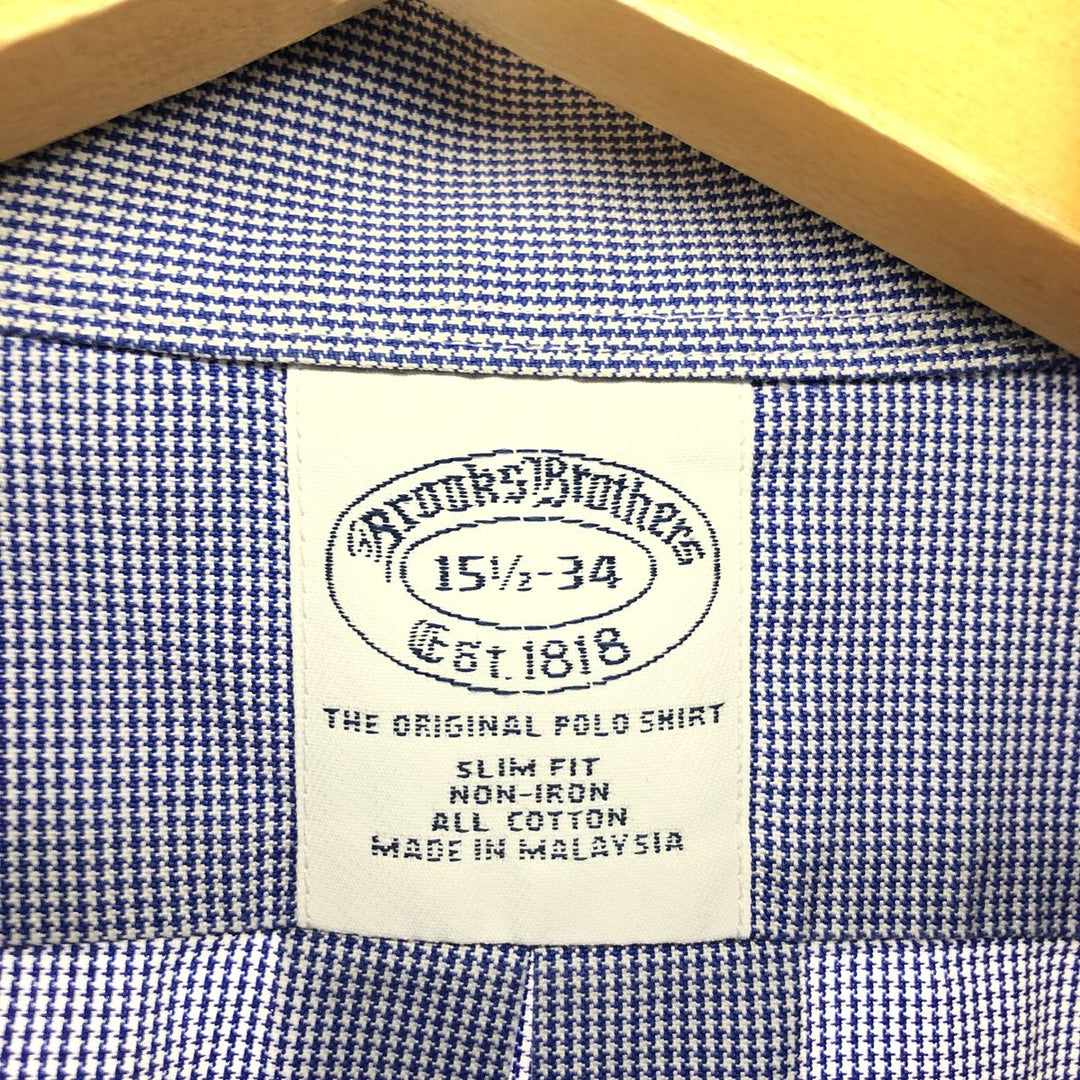 Brooks Brothers
15½-34
Est. 1818
THE ORIGINAL POLO SHIRT
SLIM FIT
NON-IRON
ALL COTTON
MADE IN MALAYSIA